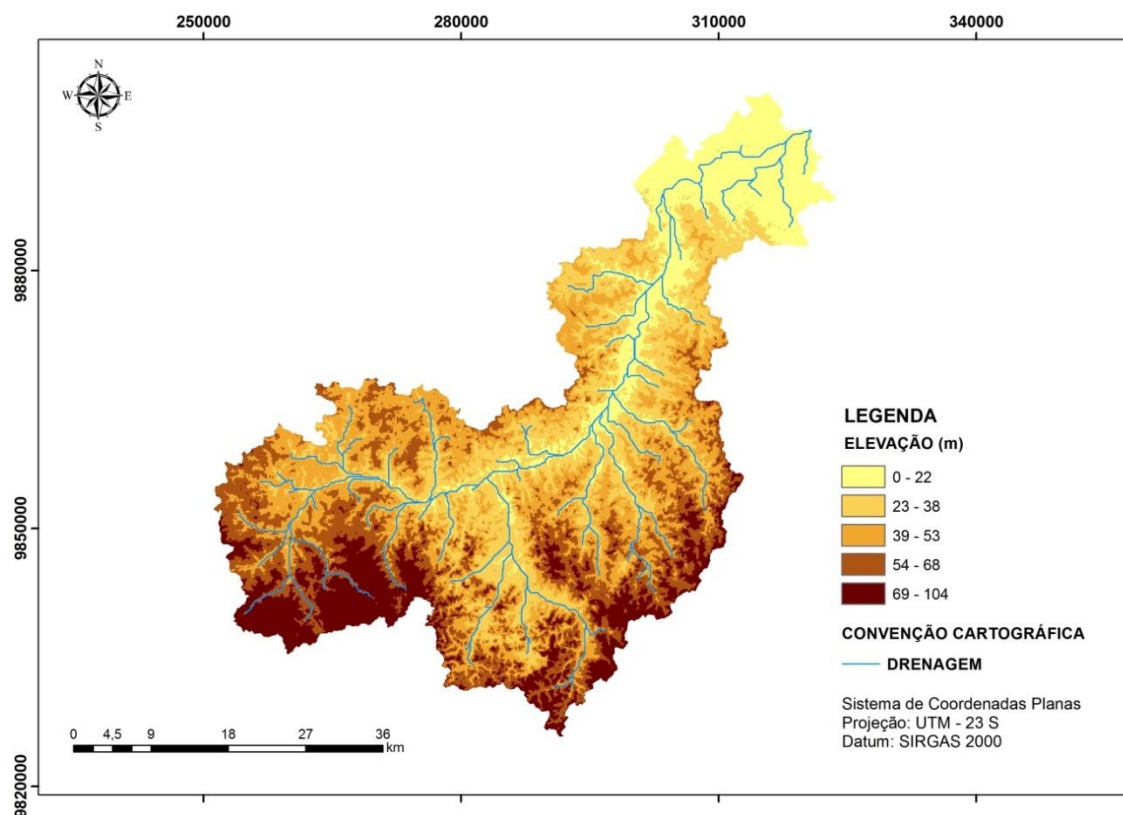 250000 280000 310000 340000
N
W E
S
9880000
9850000
9820000
LEGENDA
ELEVAÇÃO (m)
0 - 22
23 - 38
39 - 53
54 - 68
69 - 104
CONVENÇÃO CARTOGRÁFICA
DRENAGEM
Sistema de Coordenadas Planas
Projeção: UTM - 23 S
Datum: SIRGAS 2000
0 4,5 9 18 27 36
km